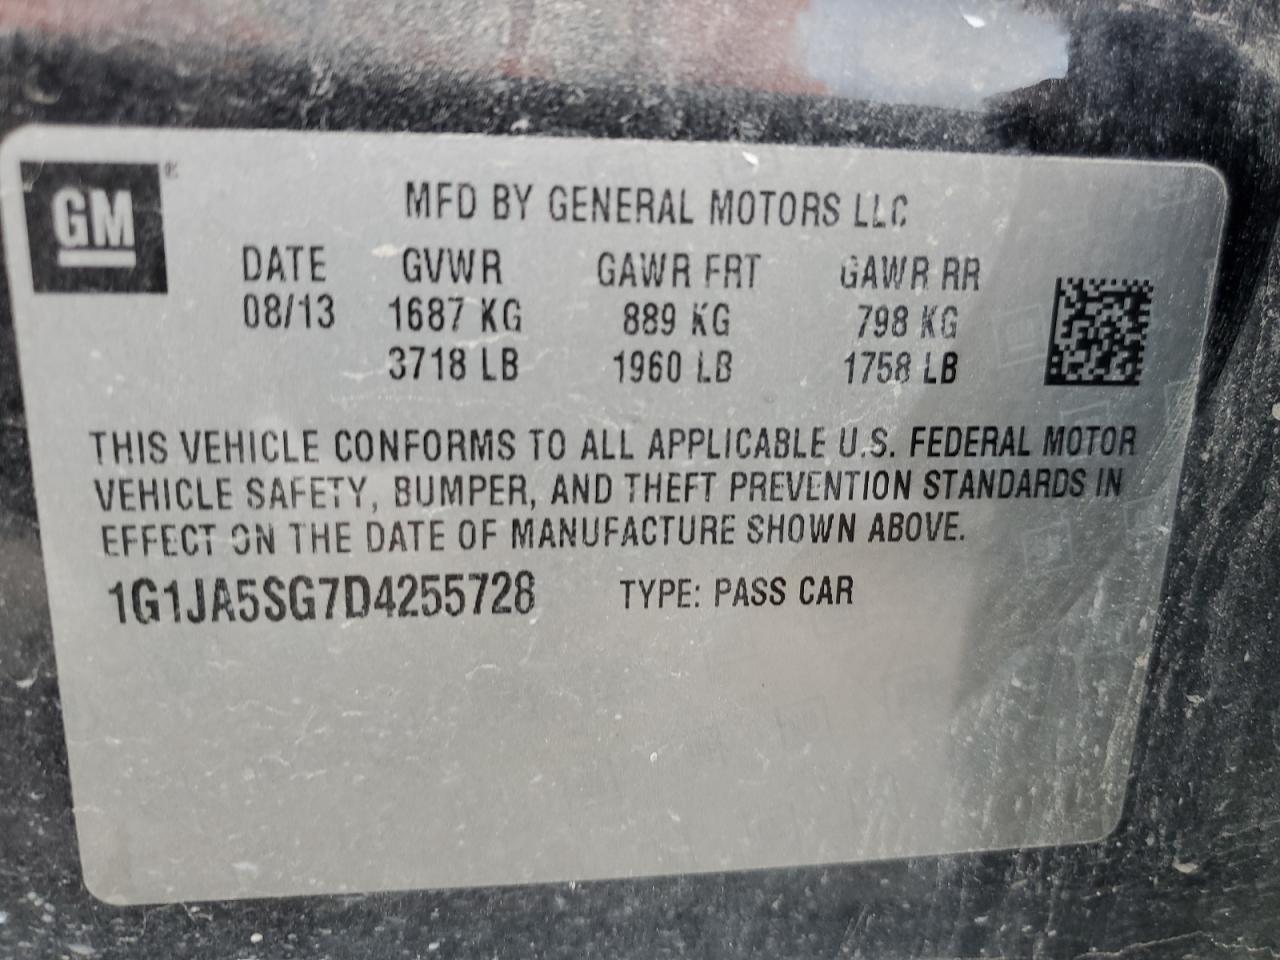 GM
MFD BY GENERAL MOTORS LLC
DATE GVWR GAWR FRT GAWR RR
08/13 1687 KG 889 KG 798 KG
3718 LB 1960 LB 1758 LB
THIS VEHICLE CONFORMS TO ALL APPLICABLE U.S. FEDERAL MOTOR
VEHICLE SAFETY, BUMPER, AND THEFT PREVENTION STANDARDS IN
EFFECT ON THE DATE OF MANUFACTURE SHOWN ABOVE.
1G1JA5SG7D4255728 TYPE: PASS CAR